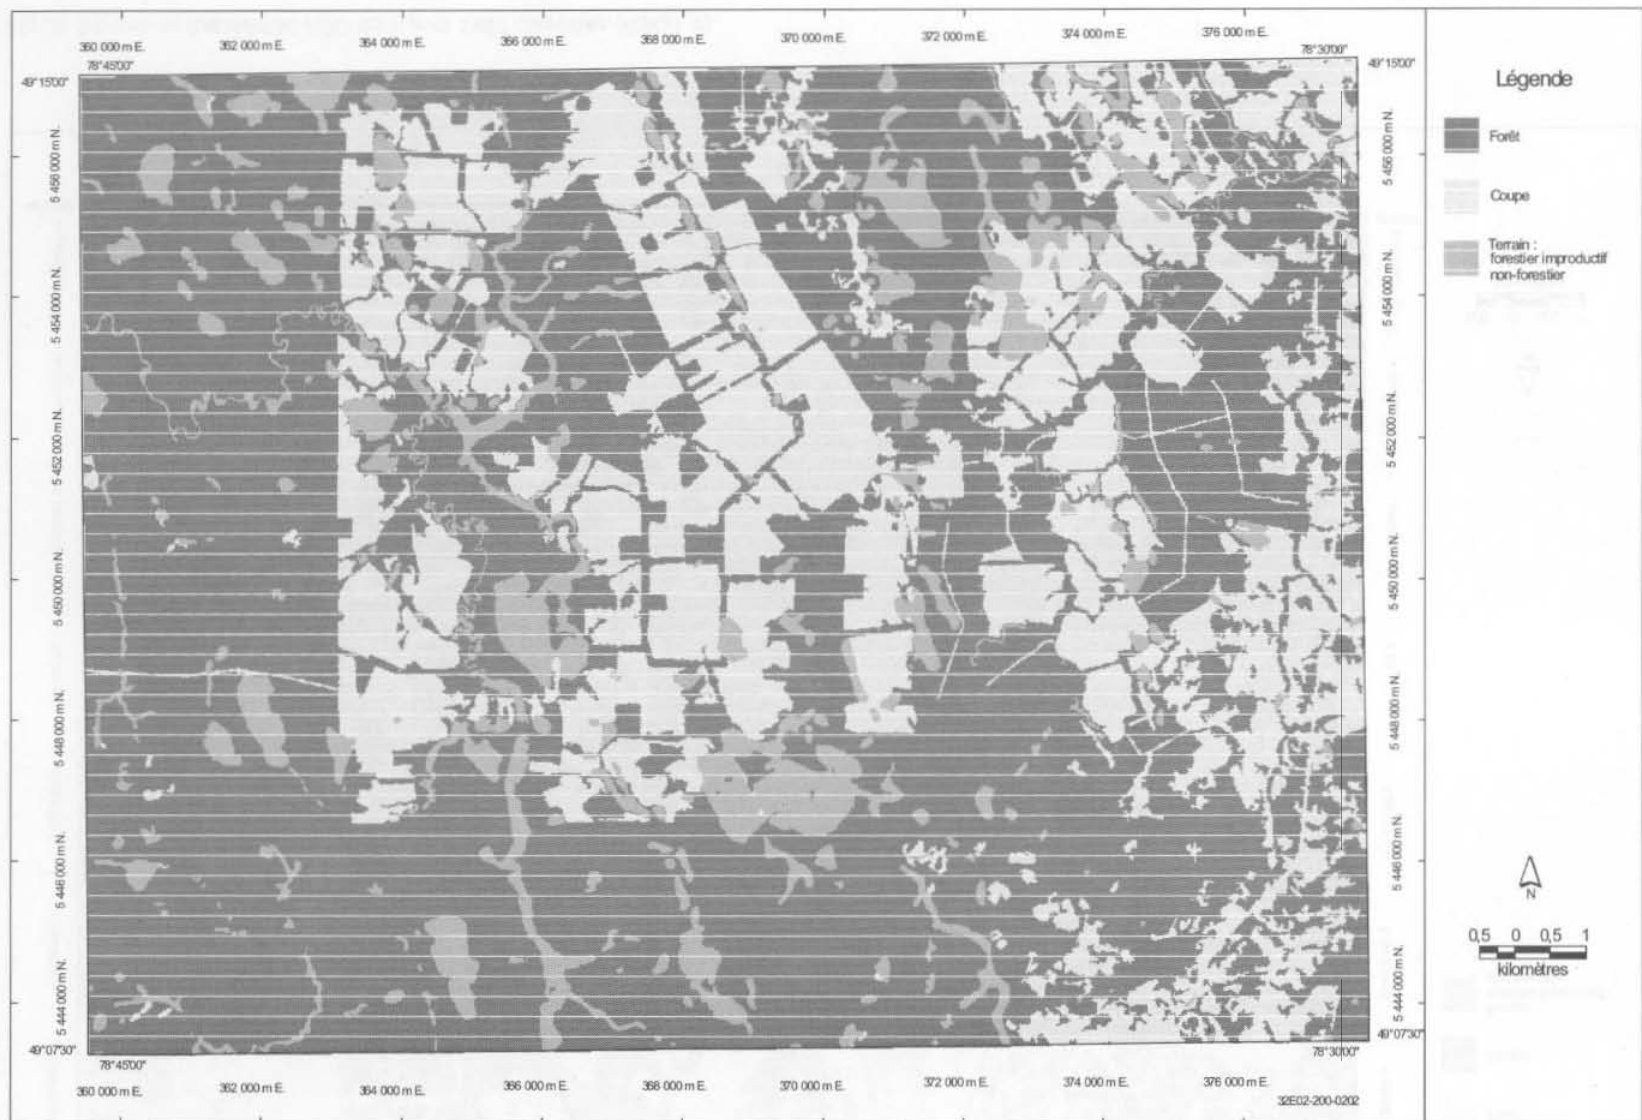 360 000 m E.
362 000 m E.
364 000 m E.
366 000 m E.
368 000 m E.
370 000 m E.
372 000 m E.
374 000 m E.
376 000 m E.
78°45'00"
78°30'00"
49°15'00"
49°15'00"
5 456 000 m N.
5 454 000 m N.
5 452 000 m N.
5 450 000 m N.
5 448 000 m N.
5 446 000 m N.
5 444 000 m N.
5 456 000 m N.
5 454 000 m N.
5 452 000 m N.
5 450 000 m N.
5 448 000 m N.
5 446 000 m N.
5 444 000 m N.
49°07'30"
49°07'30"
78°45'00"
78°30'00"
360 000 m E.
362 000 m E.
364 000 m E.
366 000 m E.
368 000 m E.
370 000 m E.
372 000 m E.
374 000 m E.
376 000 m E.
32E02-200-0202
Légende
Forêt
Coupe
Terrain :
forestier improductif
non-forestier
N
0,5 0 0,5 1
kilomètres